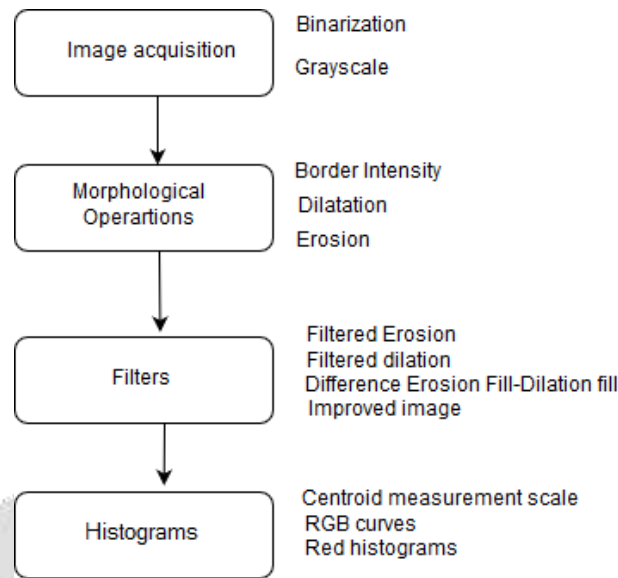 Image acquisition
Binarization
Grayscale
Morphological
Operartions
Border Intensity
Dilatation
Erosion
Filters
Filtered Erosion
Filtered dilation
Difference Erosion Fill-Dilation fill
Improved image
Histograms
Centroid measurement scale
RGB curves
Red histograms